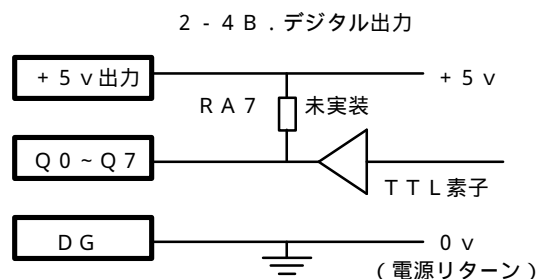 ２-４Ｂ．デジタル出力
+５ｖ出力
+５ｖ
ＲＡ７
未実装
Ｑ０~Ｑ７
ＴＴＬ素子
ＤＧ
０ｖ
(電源リターン)